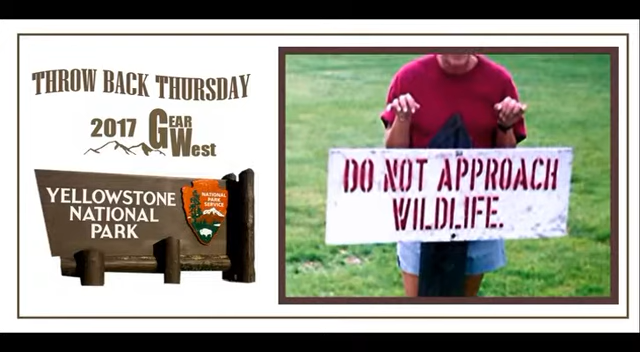 THROW BACK THURSDAY
2017 GEAR WEST
YELLOWSTONE
NATIONAL
PARK
NATIONAL
PARK
SERVICE
DO NOT APPROACH
WILDLIFE.